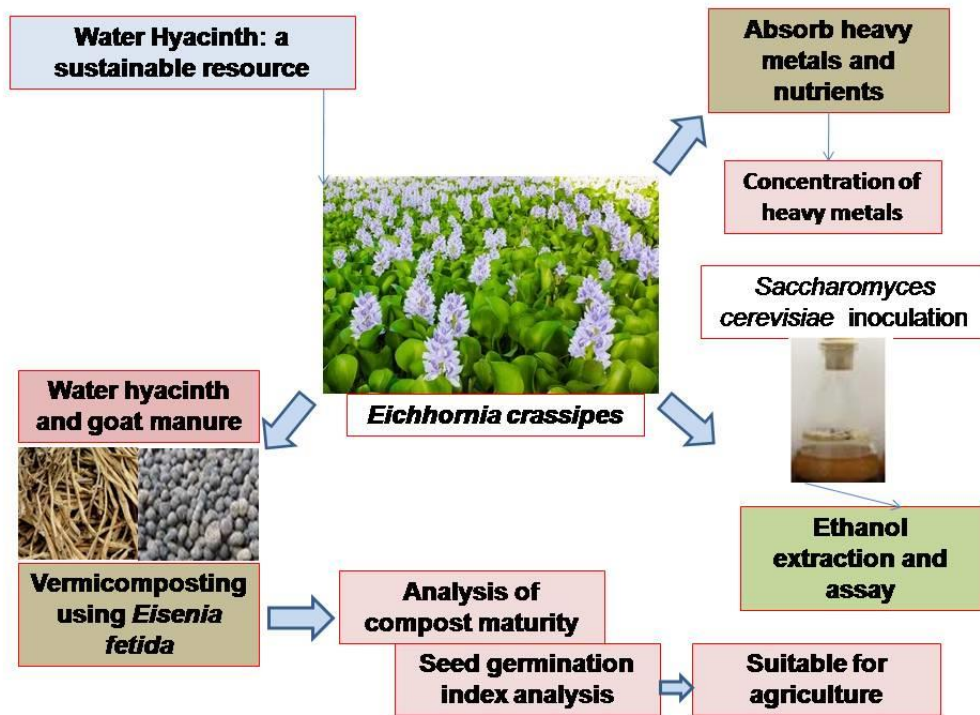 Water Hyacinth: a
sustainable resource
Absorb heavy
metals and
nutrients
Concentration of
heavy metals
Saccharomyces
cerevisiae inoculation
Eichhornia crassipes
Water hyacinth
and goat manure
Vermicomposting
using Eisenia
fetida
Ethanol
extraction and
assay
Analysis of
compost maturity
Seed germination
index analysis
Suitable for
agriculture